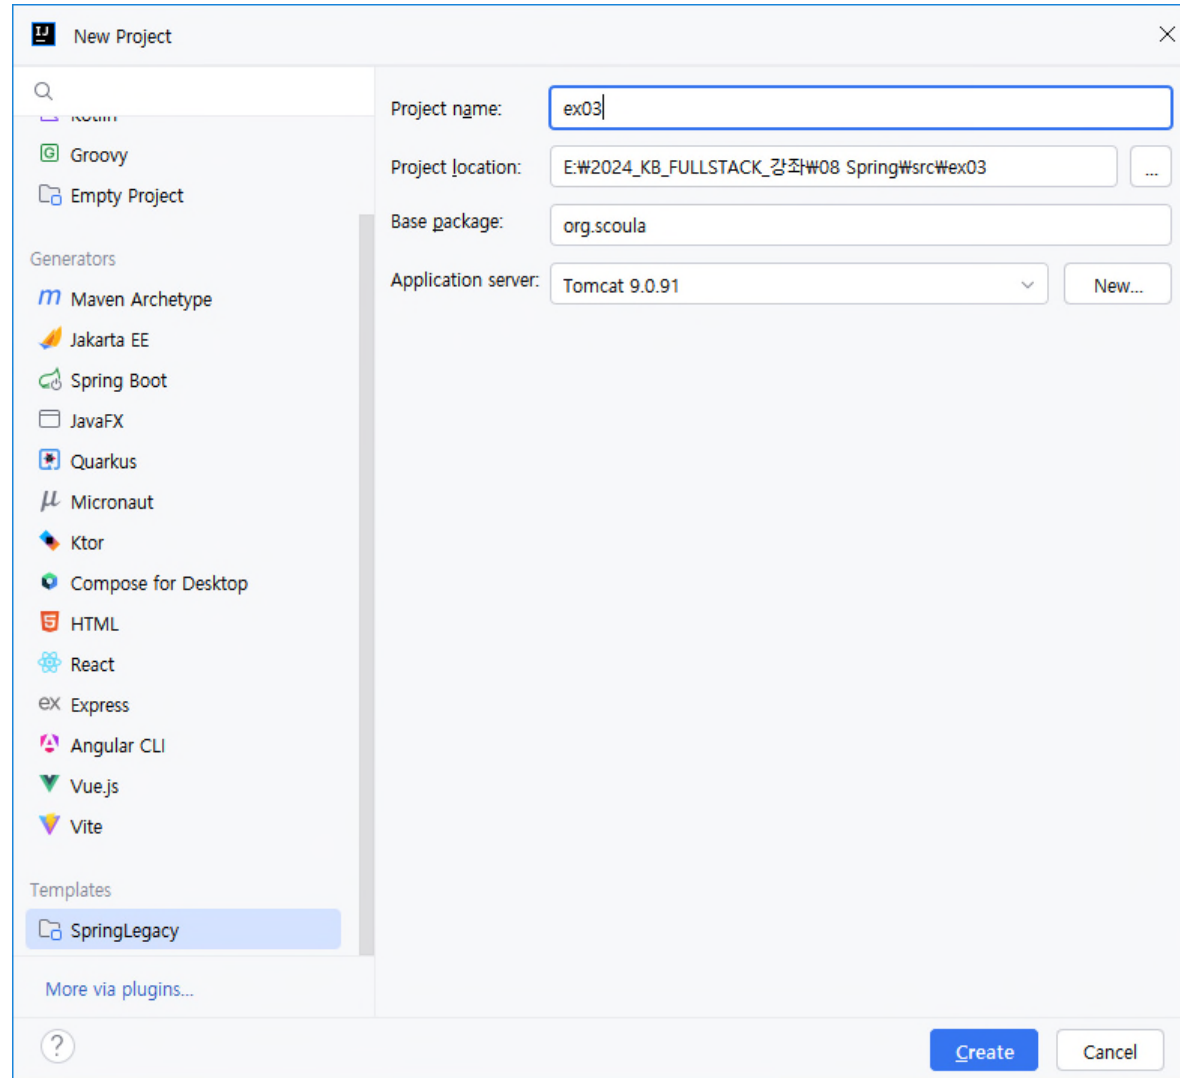 New Project
Kotlin
Groovy
Empty Project
Generators
Maven Archetype
Jakarta EE
Spring Boot
JavaFX
Quarkus
Micronaut
Ktor
Compose for Desktop
HTML
React
Express
Angular CLI
Vue.js
Vite
Templates
SpringLegacy
More via plugins...
Project name: ex03
Project location: E:₩2024_KB_FULLSTACK_강좌₩08 Spring₩src₩ex03 ...
Base package: org.scoula
Application server: Tomcat 9.0.91 New...
? Create Cancel